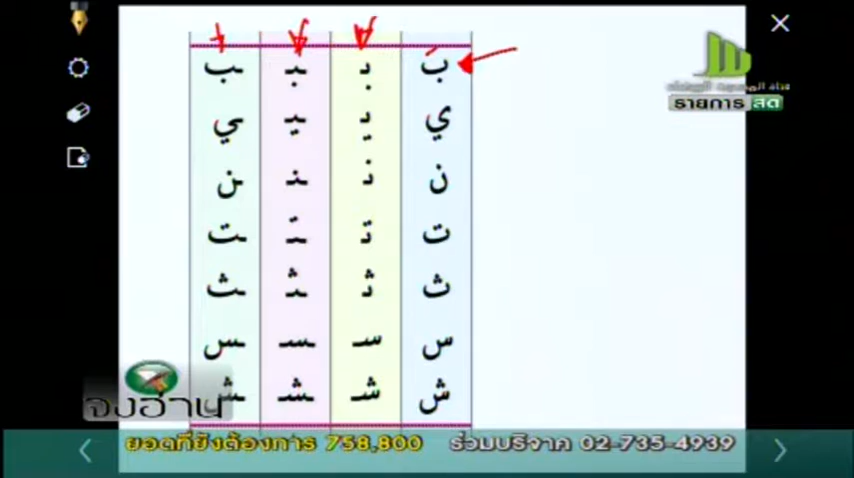 بَ بـ ـبـ ـب
ي يـ ـيـ ـي
ن نـ ـنـ ـن
ت تـ ـتـ ـت
ث ثـ ـثـ ـث
س سـ ـسـ ـس
ش شـ ـشـ ـش
รายการ สด
จงอ่าน
ยอดที่ยังต้องการ 758,800 ร่วมบริจาค 02-735-4939